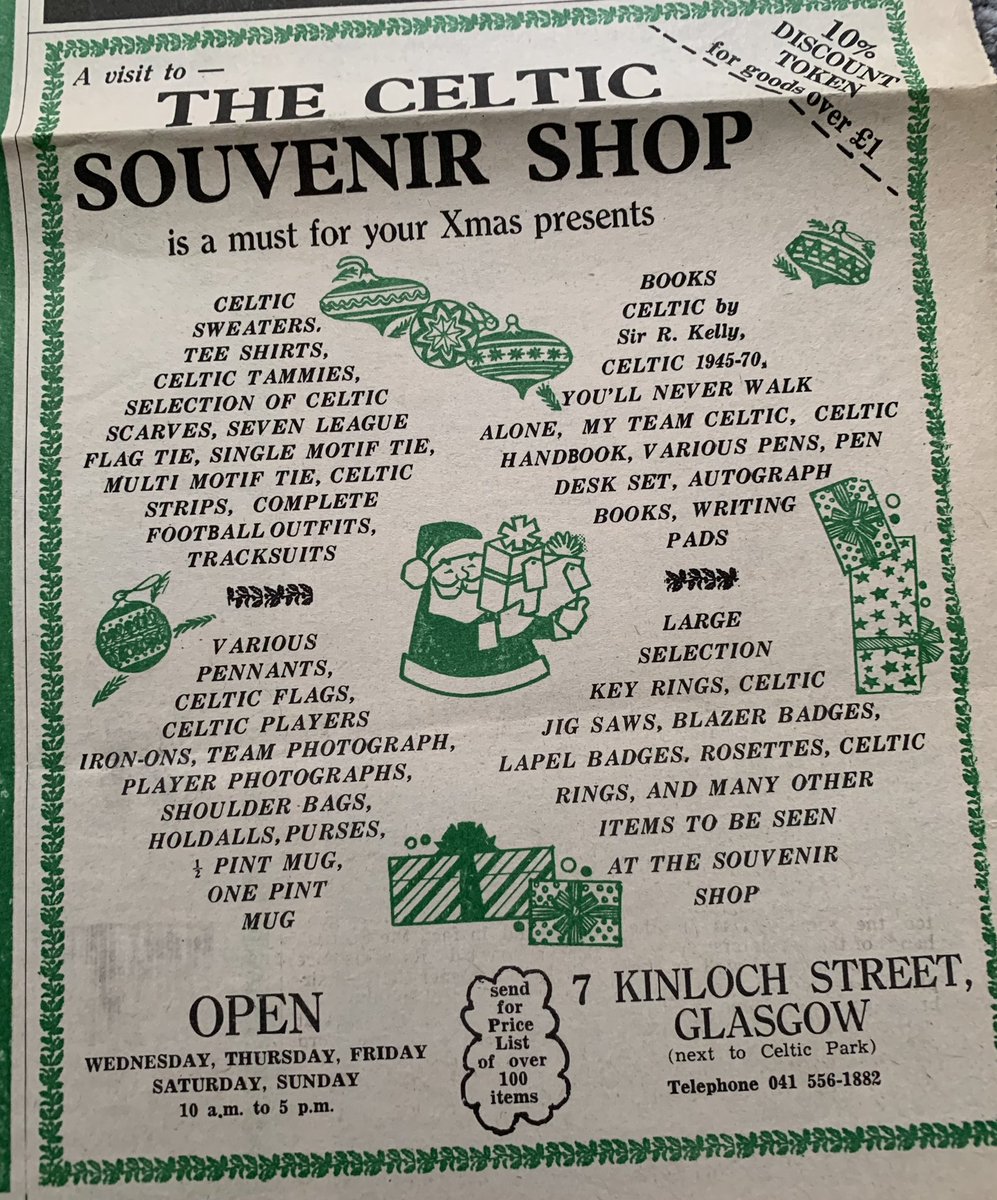 A visit to —
THE CELTIC
SOUVENIR SHOP
is a must for your Xmas presents
10%
DISCOUNT
TOKEN
for goods over £1
CELTIC
SWEATERS.
TEE SHIRTS,
CELTIC TAMMIES,
SELECTION OF CELTIC
SCARVES, SEVEN LEAGUE
FLAG TIE, SINGLE MOTIF TIE,
MULTI MOTIF TIE, CELTIC
STRIPS, COMPLETE
FOOTBALL OUTFITS,
TRACKSUITS
BOOKS
CELTIC by
Sir R. Kelly,
CELTIC 1945-70,
YOU'LL NEVER WALK
ALONE, MY TEAM CELTIC, CELTIC
HANDBOOK, VARIOUS PENS, PEN
DESK SET, AUTOGRAPH
BOOKS, WRITING
PADS
VARIOUS
PENNANTS,
CELTIC FLAGS,
CELTIC PLAYERS
IRON-ONS, TEAM PHOTOGRAPH,
PLAYER PHOTOGRAPHS,
SHOULDER BAGS,
HOLDALLS, PURSES,
½ PINT MUG,
ONE PINT
MUG
LARGE
SELECTION
KEY RINGS, CELTIC
JIG SAWS, BLAZER BADGES,
LAPEL BADGES. ROSETTES, CELTIC
RINGS, AND MANY OTHER
ITEMS TO BE SEEN
AT THE SOUVENIR
SHOP
OPEN
WEDNESDAY, THURSDAY, FRIDAY
SATURDAY, SUNDAY
10 a.m. to 5 p.m.
send
for
Price
List
of over
100
items
7 KINLOCH STREET,
GLASGOW
(next to Celtic Park)
Telephone 041 556-1882